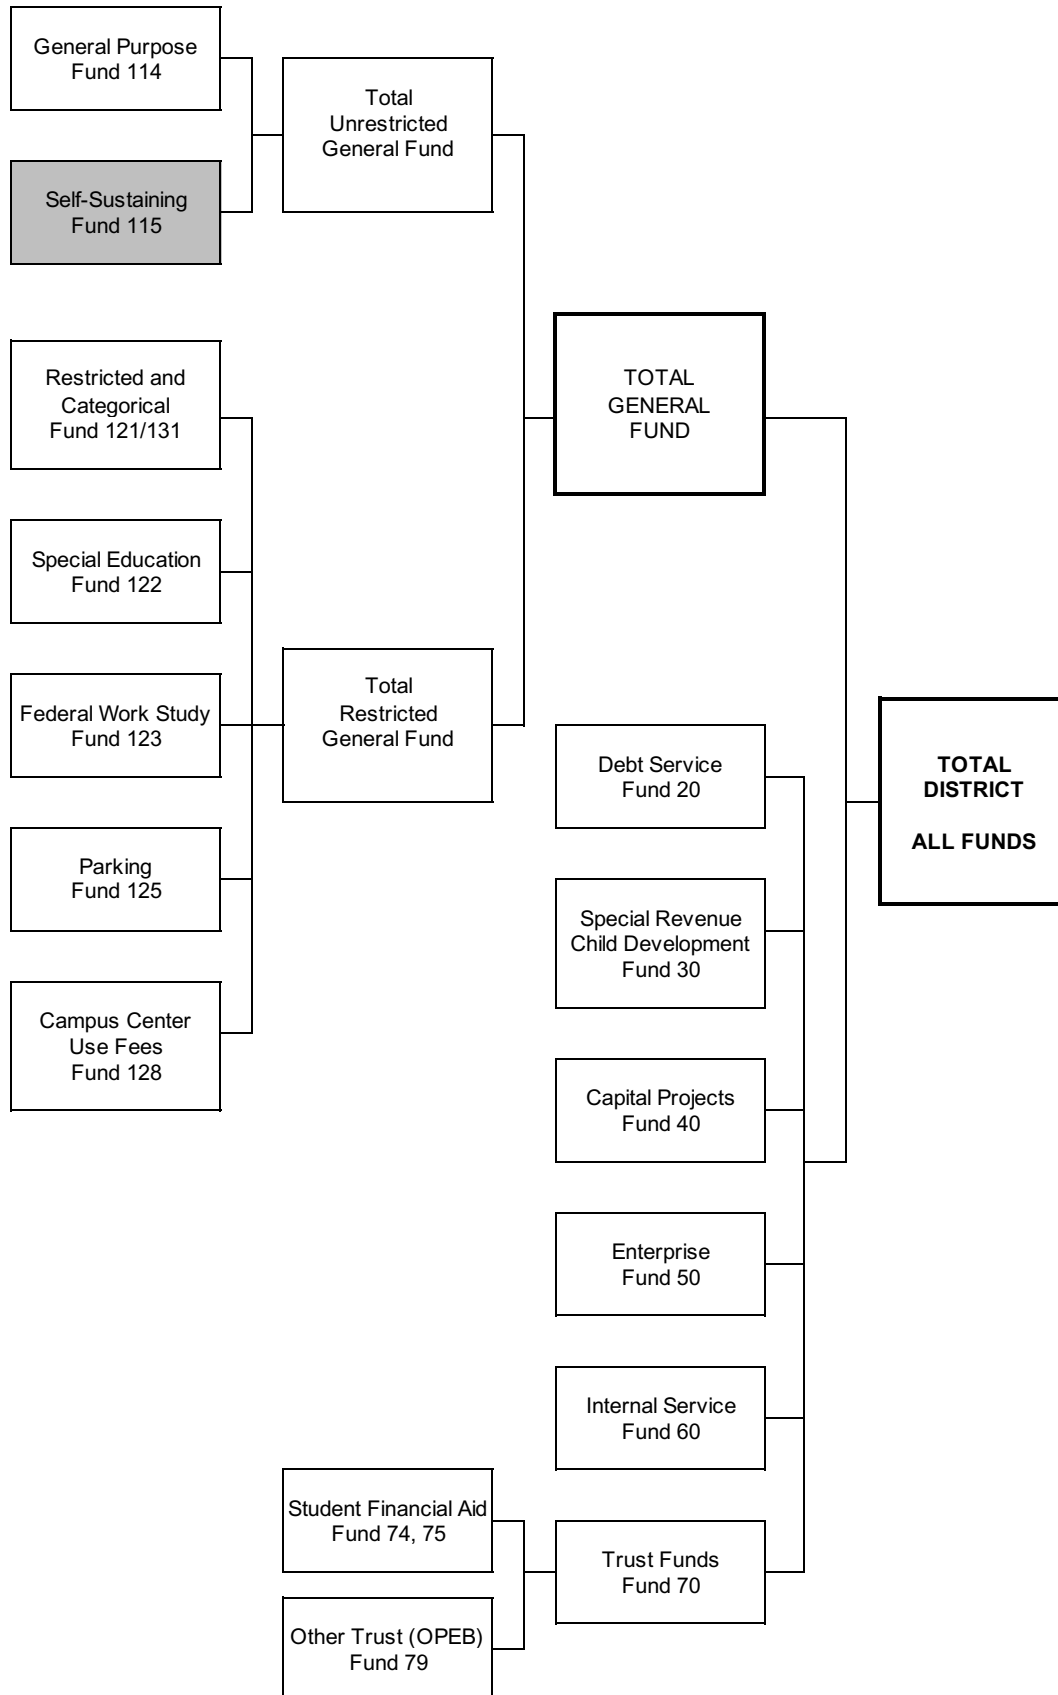 General Purpose
Fund 114
Total
Unrestricted
General Fund
Self-Sustaining
Fund 115
Restricted and
Categorical
Fund 121/131
TOTAL
GENERAL
FUND
Special Education
Fund 122
Federal Work Study
Fund 123
Total
Restricted
General Fund
Debt Service
Fund 20
TOTAL
DISTRICT
ALL FUNDS
Parking
Fund 125
Special Revenue
Child Development
Fund 30
Campus Center
Use Fees
Fund 128
Capital Projects
Fund 40
Enterprise
Fund 50
Internal Service
Fund 60
Student Financial Aid
Fund 74, 75
Trust Funds
Fund 70
Other Trust (OPEB)
Fund 79